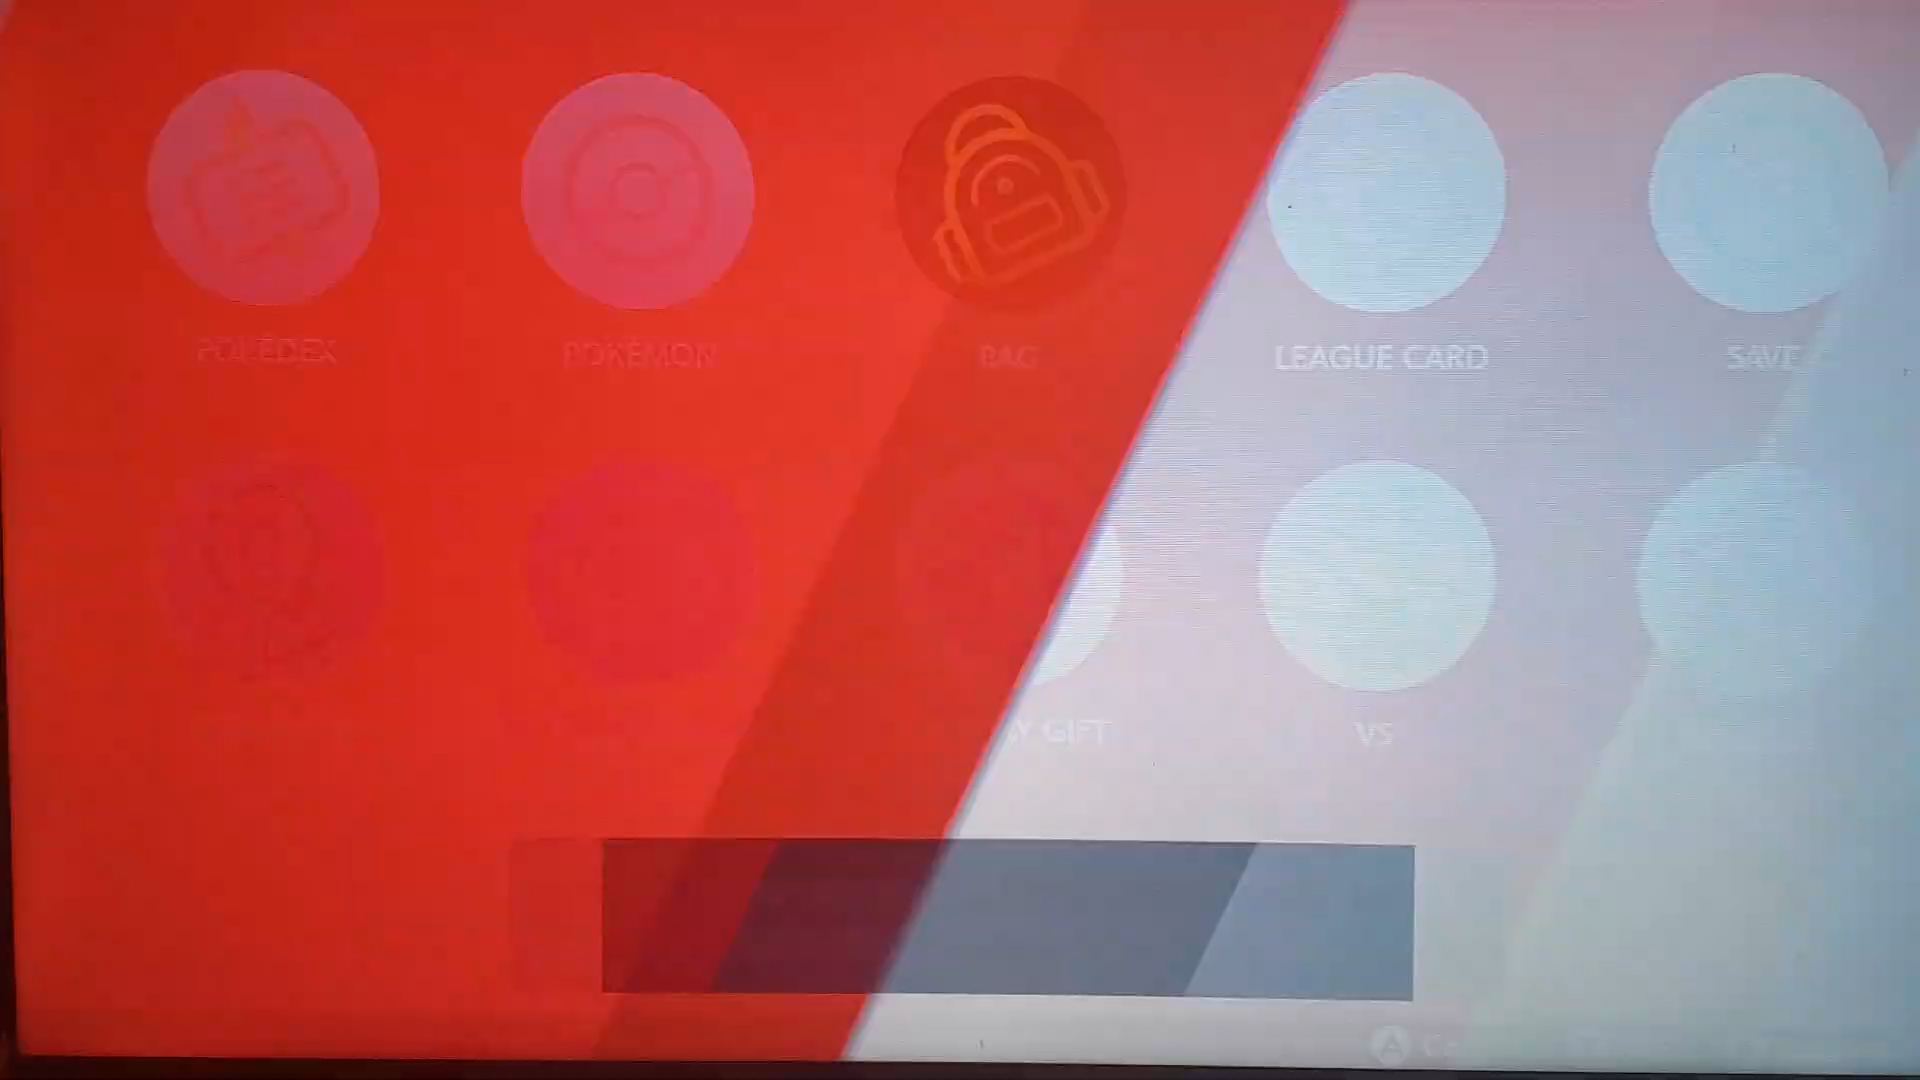 POKÉDEX
POKÉMON
BAG
LEAGUE CARD
SAVE
Y GIFT
VS
A